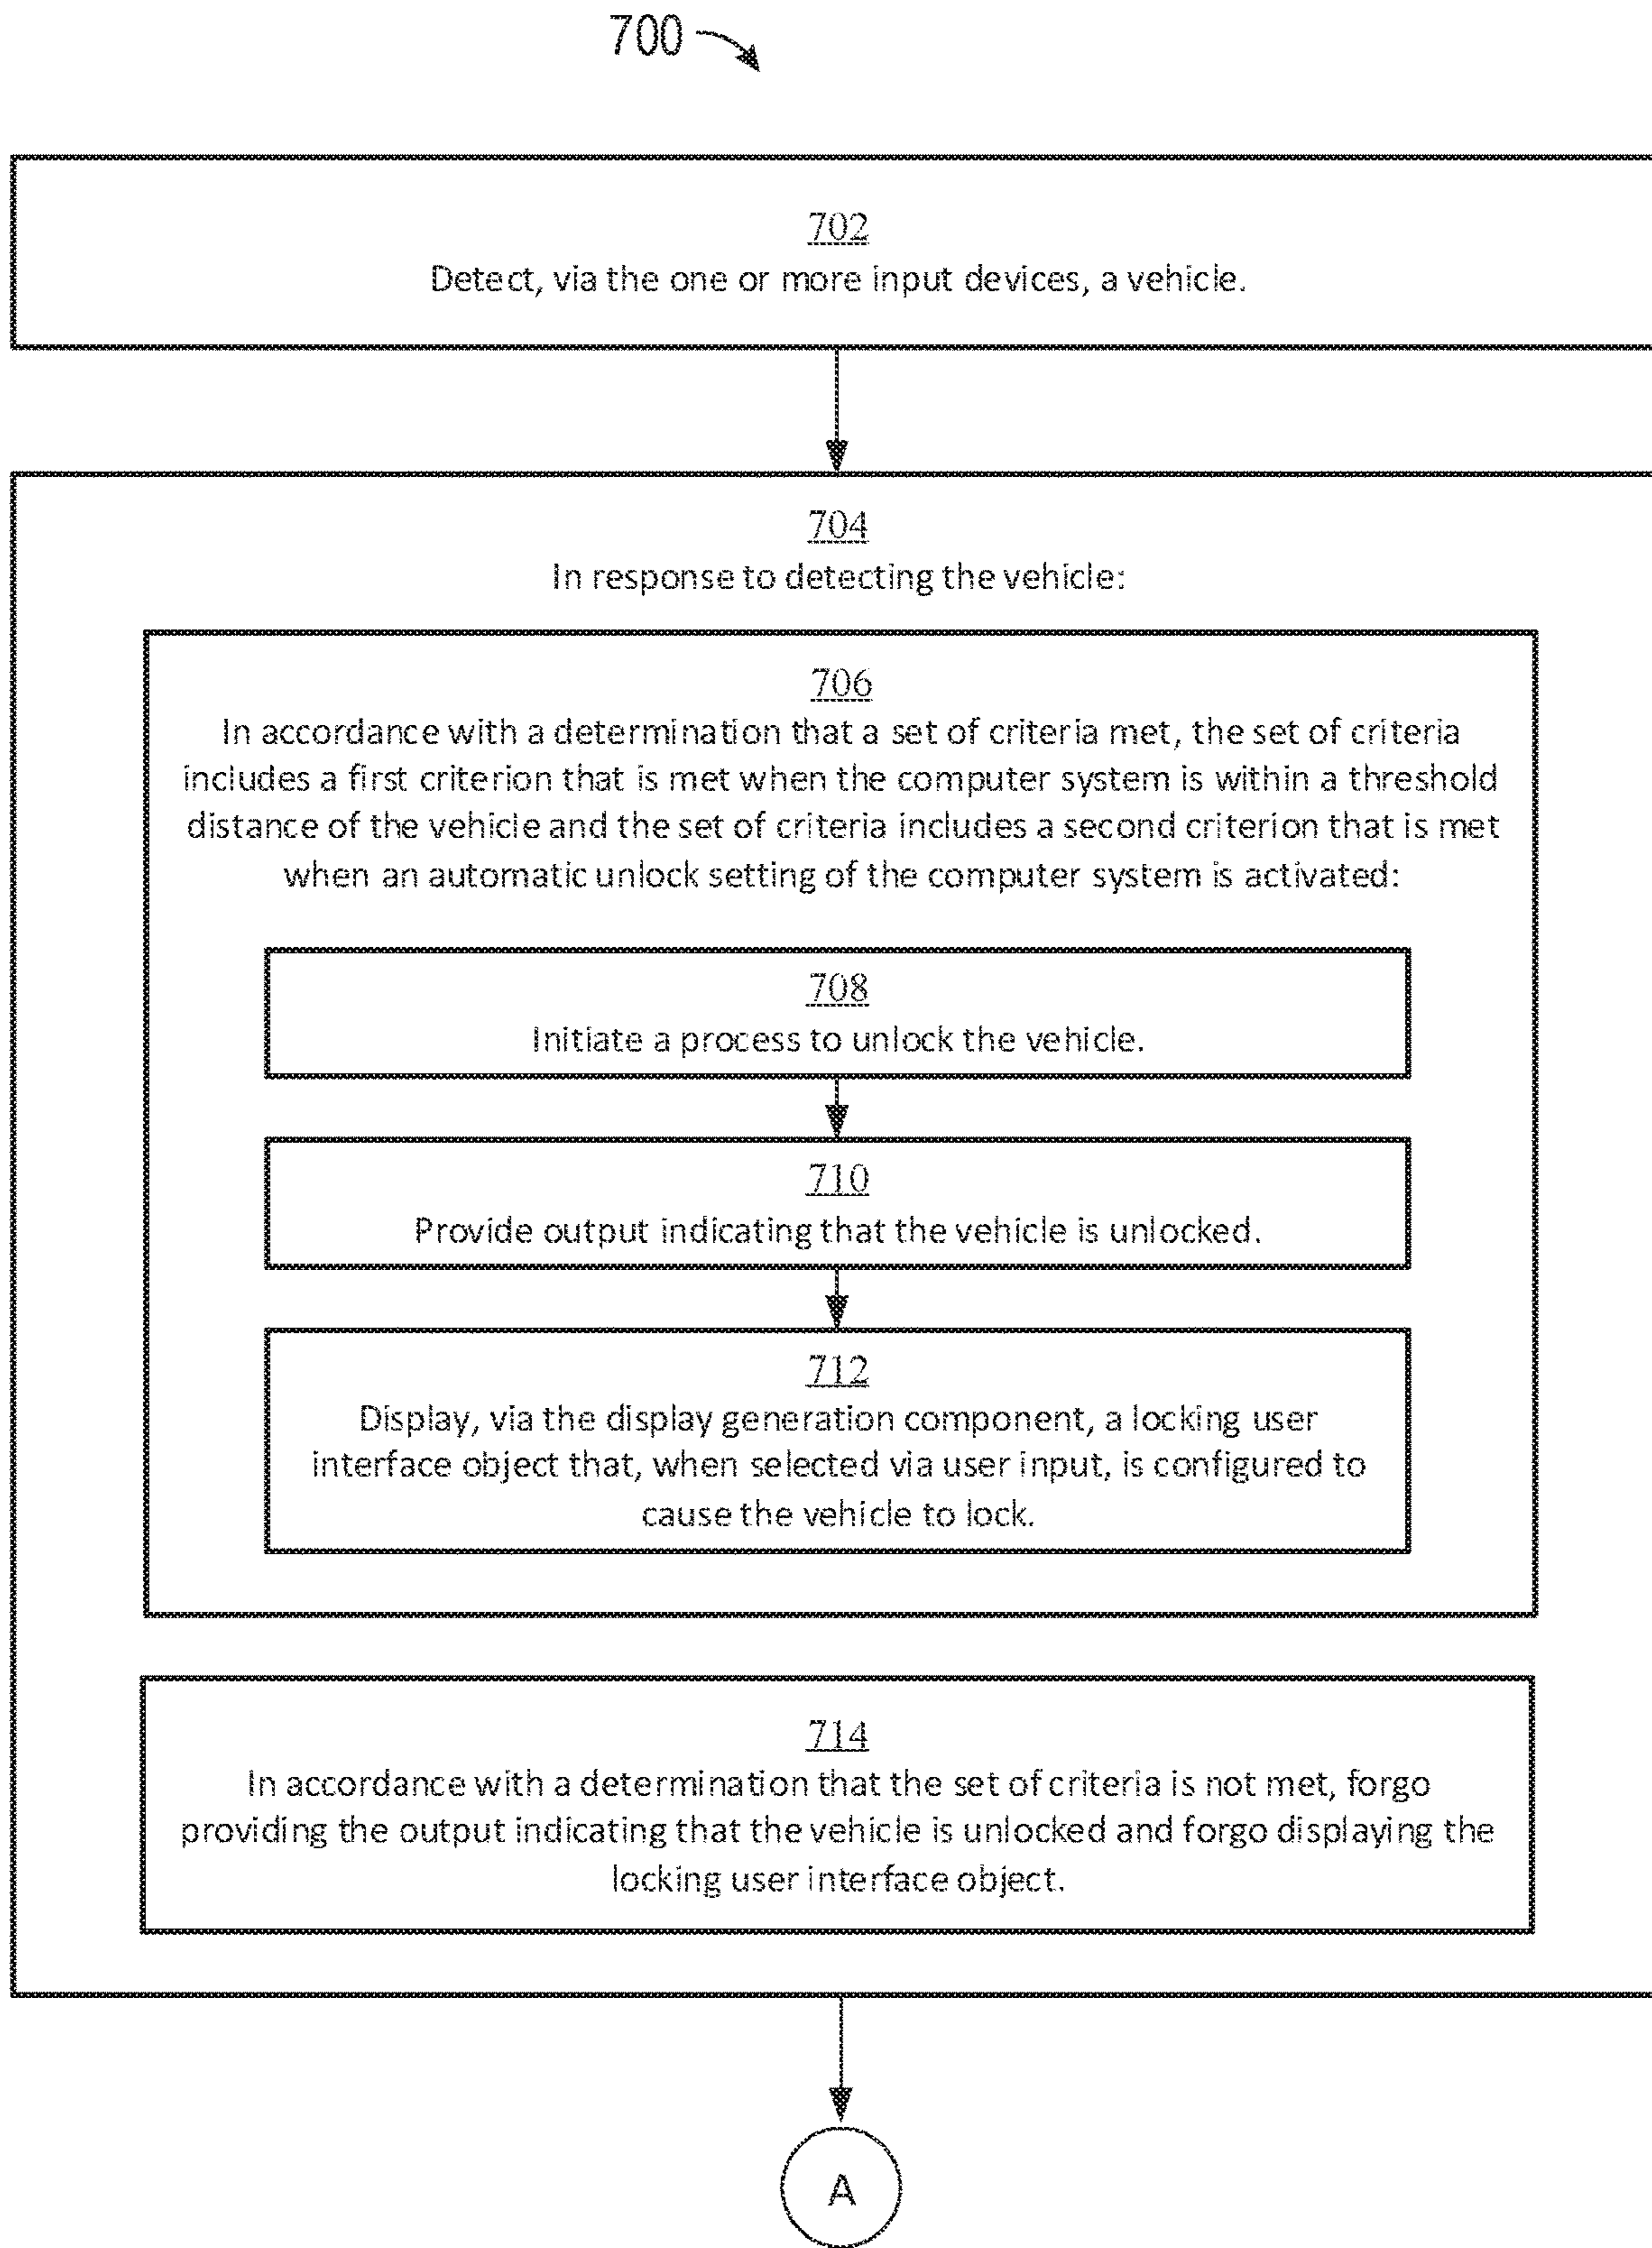 700
702
Detect, via the one or more input devices, a vehicle.
704
In response to detecting the vehicle:
706
In accordance with a determination that a set of criteria met, the set of criteria
includes a first criterion that is met when the computer system is within a threshold
distance of the vehicle and the set of criteria includes a second criterion that is met
when an automatic unlock setting of the computer system is activated:
708
Initiate a process to unlock the vehicle.
710
Provide output indicating that the vehicle is unlocked.
712
Display, via the display generation component, a locking user
interface object that, when selected via user input, is configured to
cause the vehicle to lock.
714
In accordance with a determination that the set of criteria is not met, forgo
providing the output indicating that the vehicle is unlocked and forgo displaying the
locking user interface object.
A